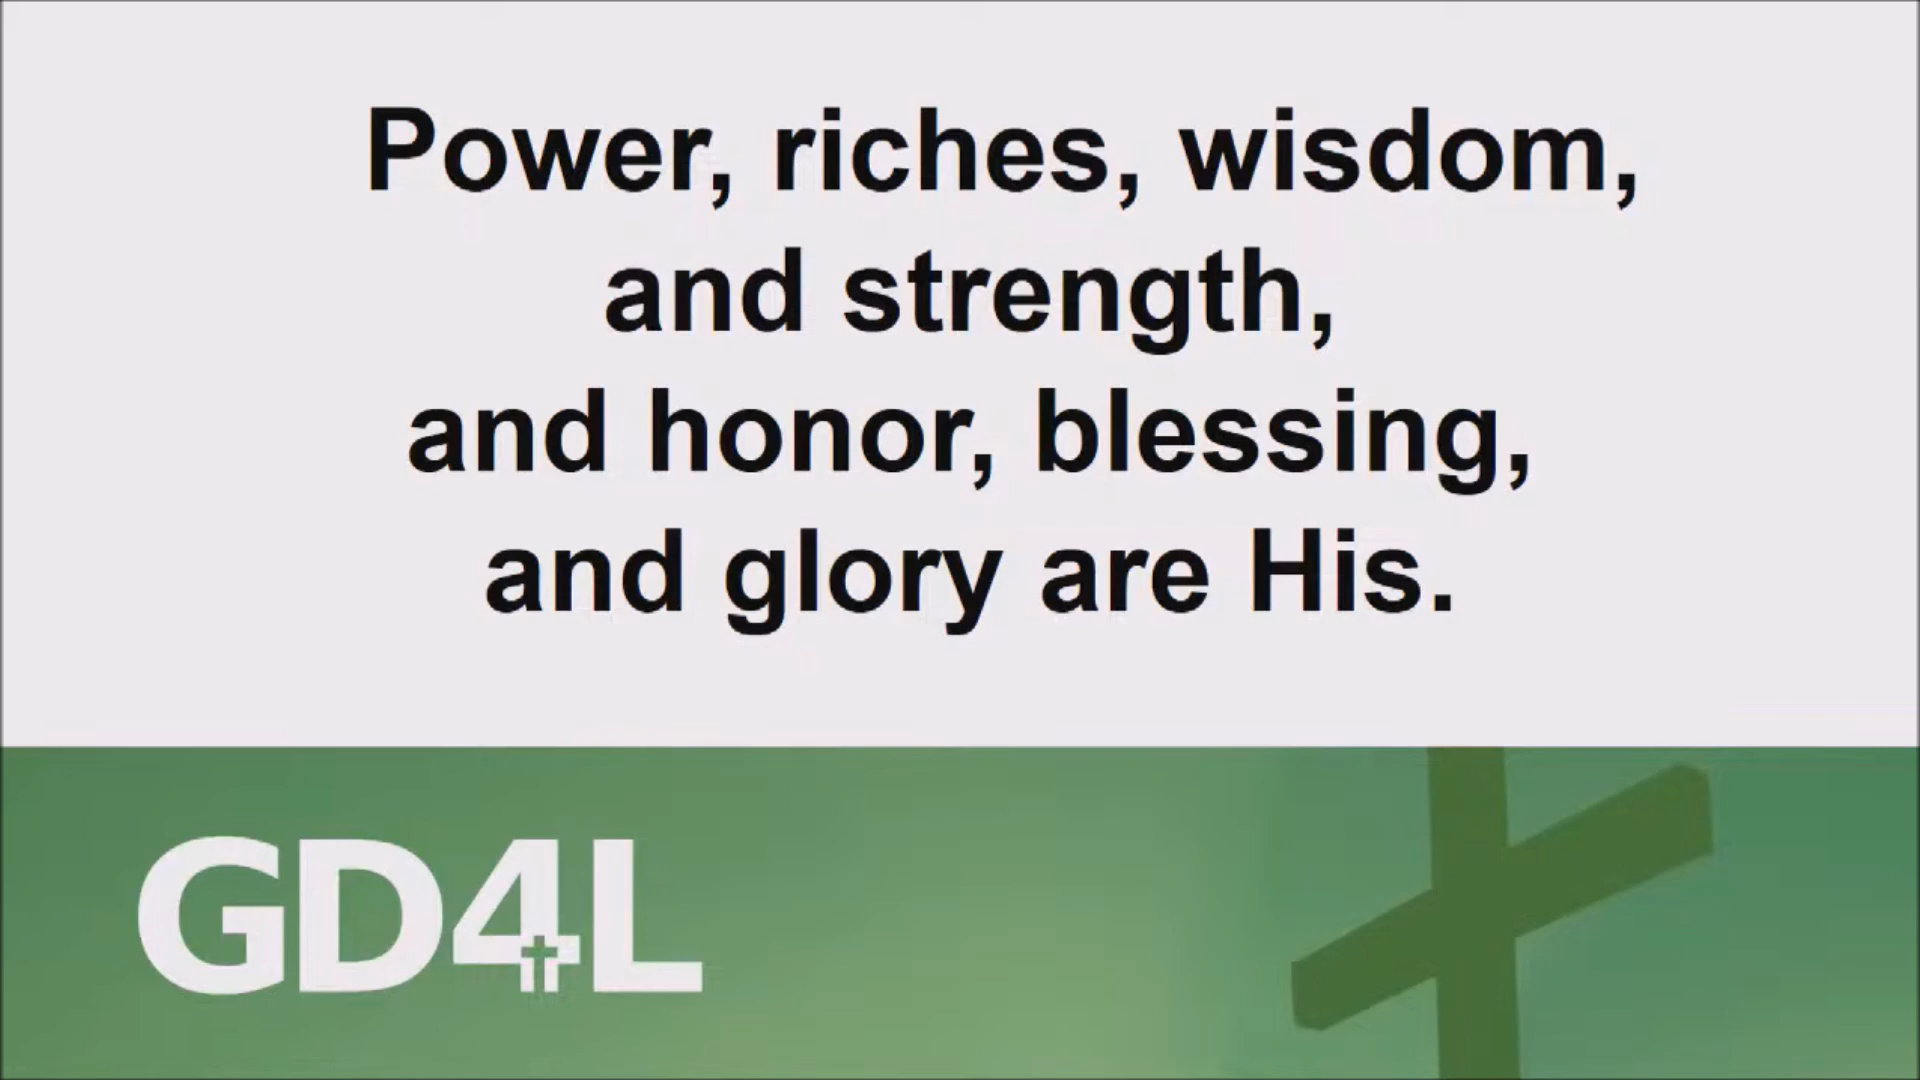 Power, riches, wisdom,
and strength,
and honor, blessing,
and glory are His.
GD4L